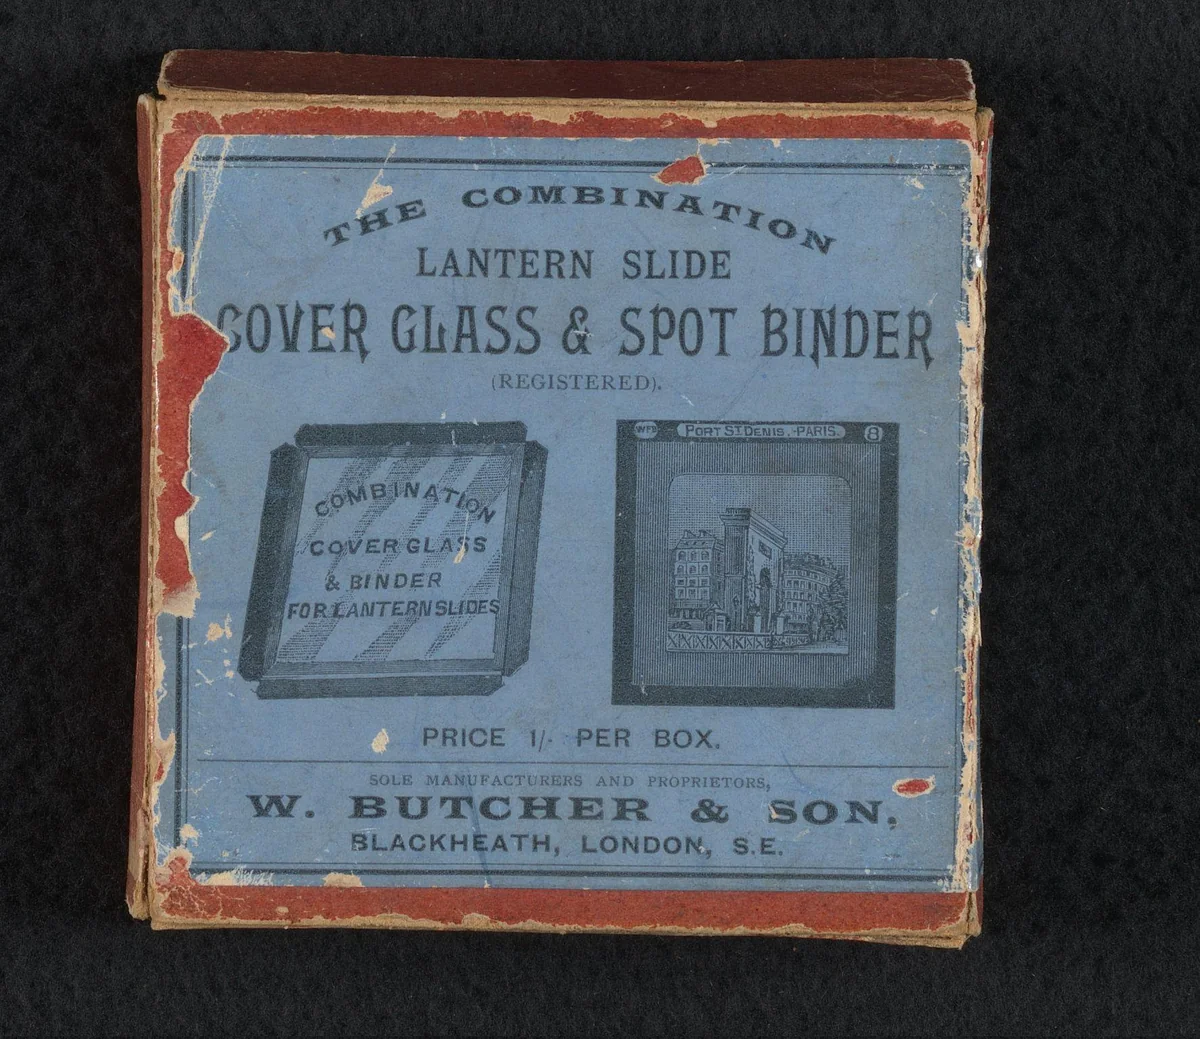 THE COMBINATION
LANTERN SLIDE
COVER GLASS & SPOT BINDER
(REGISTERED).
COMBINATION
COVER GLASS
& BINDER
FOR LANTERN SLIDES
WFB
PORT ST DENIS.-PARIS.
8
PRICE 1/- PER BOX.
SOLE MANUFACTURERS AND PROPRIETORS,
W. BUTCHER & SON.
BLACKHEATH, LONDON, S.E.